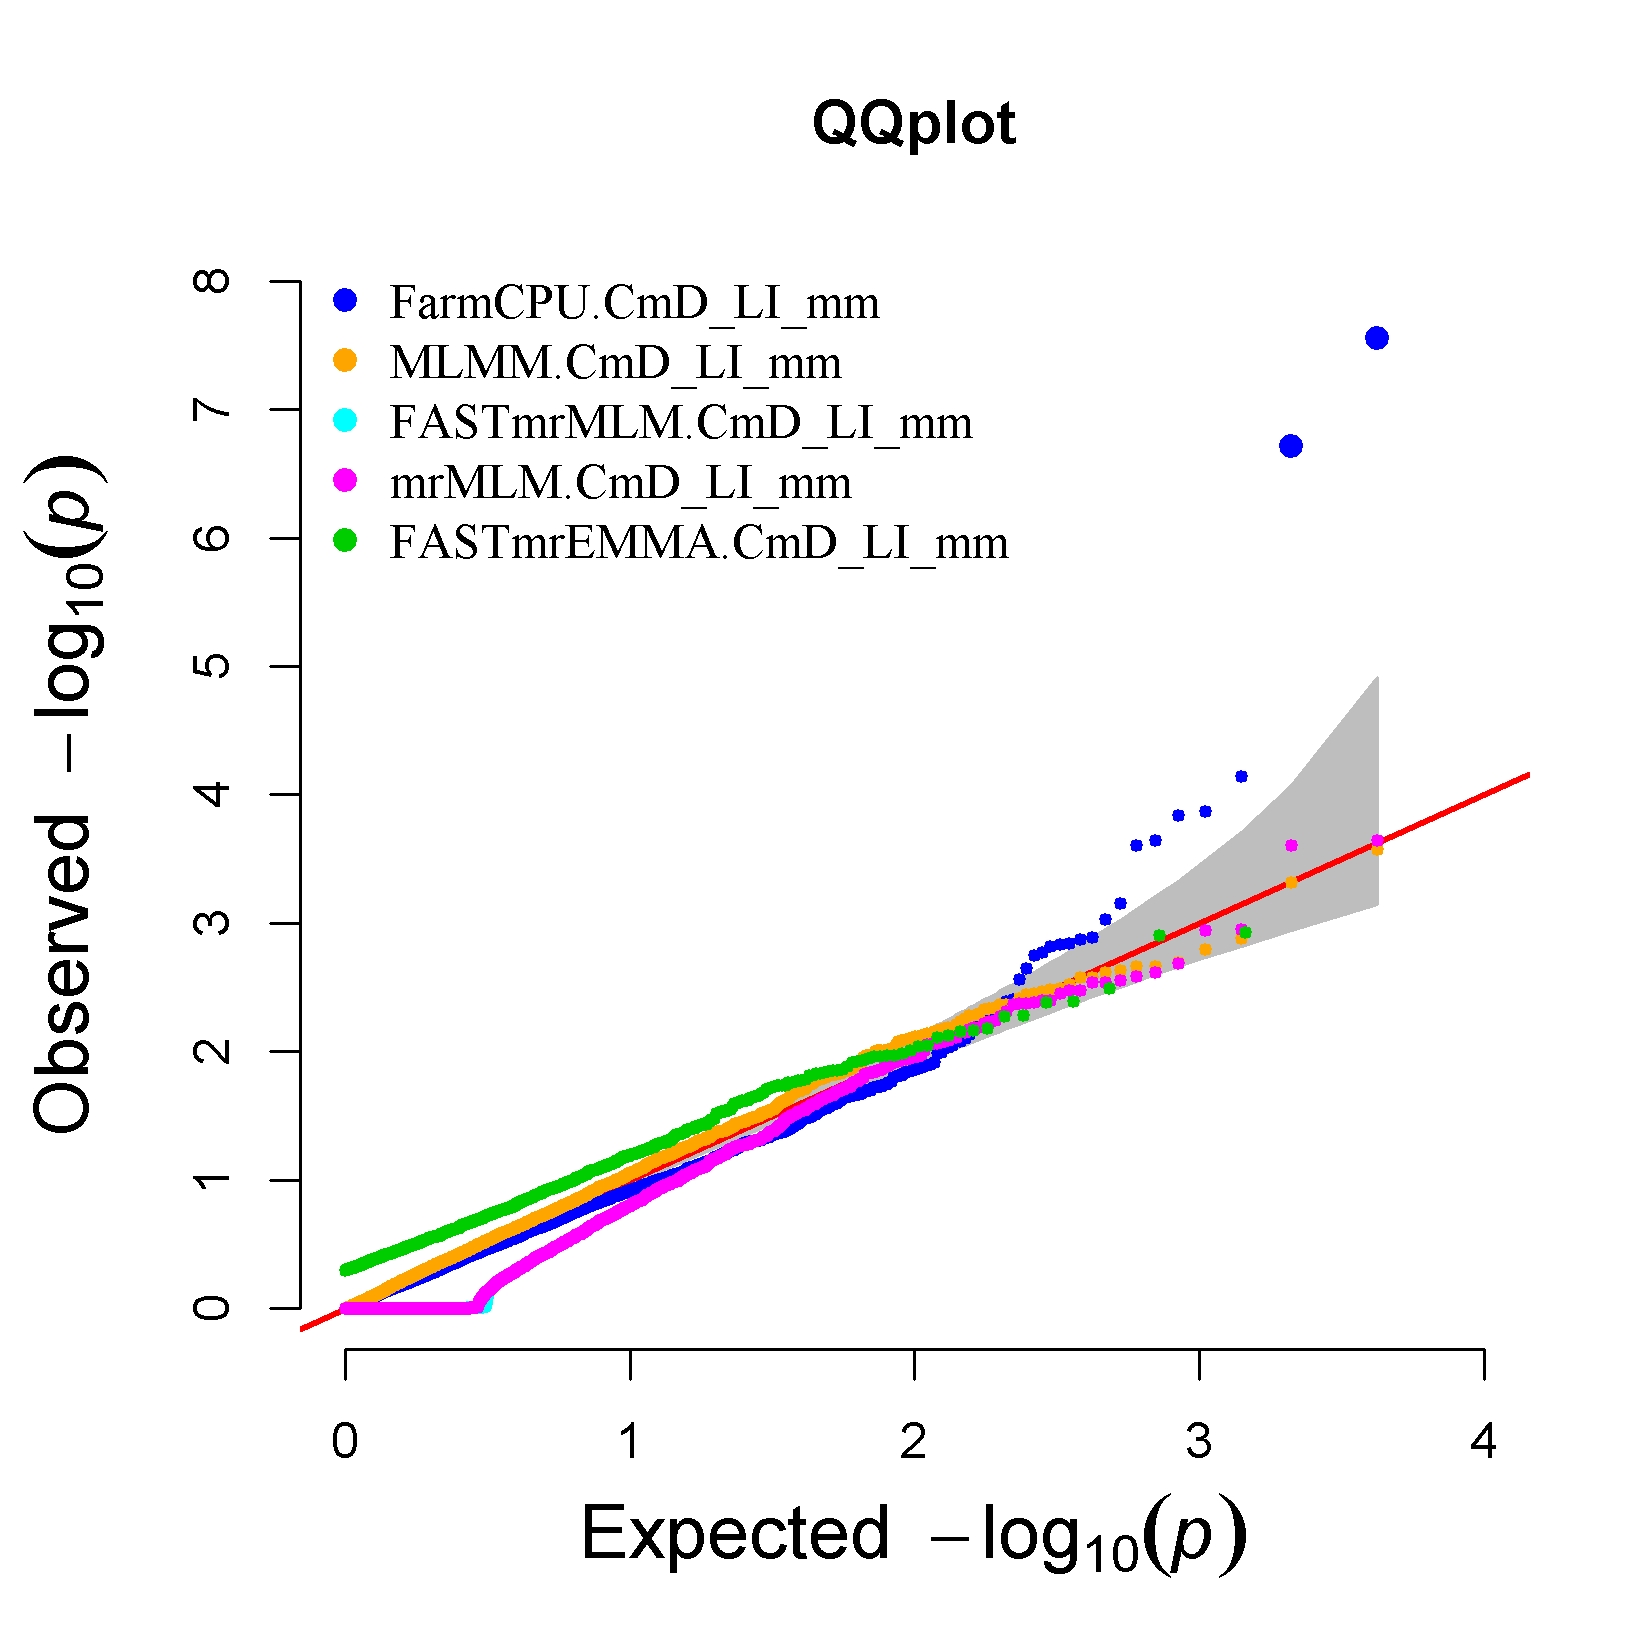 QQplot
FarmCPU.CmD_LI_mm
MLMM.CmD_LI_mm
FASTmrMLM.CmD_LI_mm
mrMLM.CmD_LI_mm
FASTmrEMMA.CmD_LI_mm
Observed −log10(p)
8
7
6
5
4
3
2
1
0
0 1 2 3 4
Expected −log10(p)